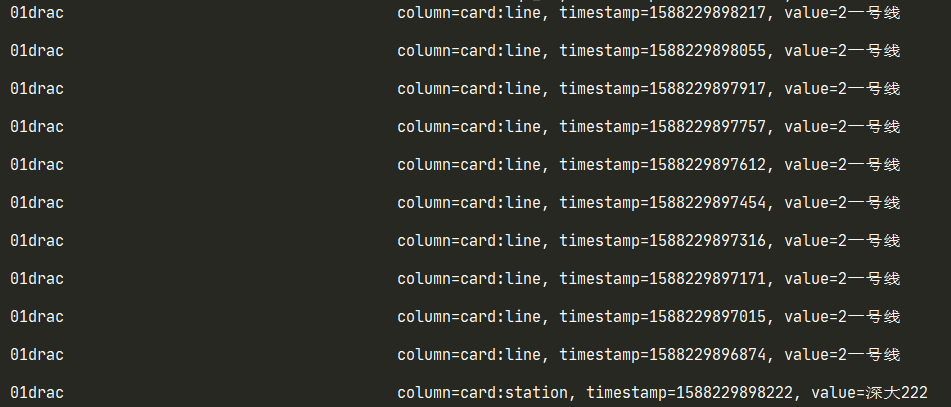 01drac column=card:line, timestamp=1588229898217, value=2一号线
01drac column=card:line, timestamp=1588229898055, value=2一号线
01drac column=card:line, timestamp=1588229897917, value=2一号线
01drac column=card:line, timestamp=1588229897757, value=2一号线
01drac column=card:line, timestamp=1588229897612, value=2一号线
01drac column=card:line, timestamp=1588229897454, value=2一号线
01drac column=card:line, timestamp=1588229897316, value=2一号线
01drac column=card:line, timestamp=1588229897171, value=2一号线
01drac column=card:line, timestamp=1588229897015, value=2一号线
01drac column=card:line, timestamp=1588229896874, value=2一号线
01drac column=card:station, timestamp=1588229898222, value=深大222